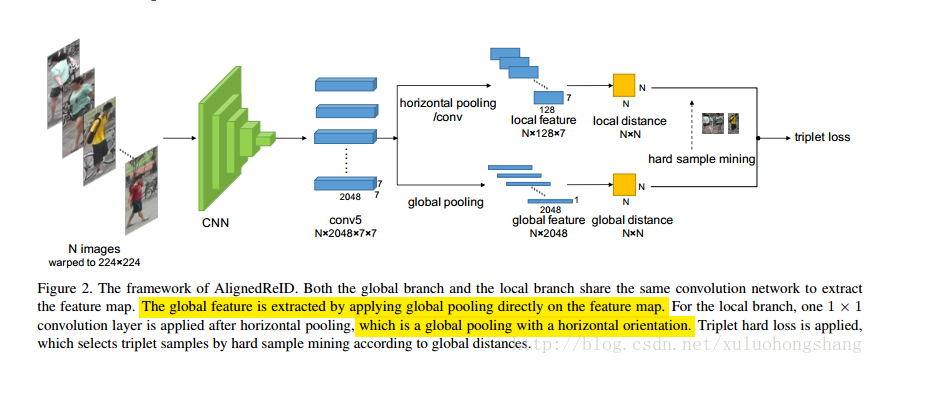 horizontal pooling
/conv
7
128
local feature
N×128×7
N
N
local distance
N×N
hard sample mining
triplet loss
CNN
7
2048
7
conv5
N×2048×7×7
global pooling
1
2048
global feature
N×2048
N
N
global distance
N×N
N images
warped to 224×224
Figure 2. The framework of AlignedReID. Both the global branch and the local branch share the same convolution network to extract
the feature map. The global feature is extracted by applying global pooling directly on the feature map. For the local branch, one 1 × 1
convolution layer is applied after horizontal pooling, which is a global pooling with a horizontal orientation. Triplet hard loss is applied,
which selects triplet samples by hard sample mining according to global distances.
http://blog.csdn.net/xuluohongshang